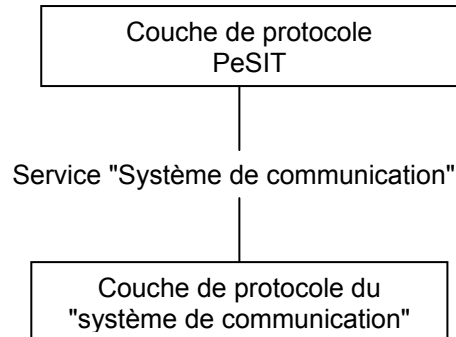 Couche de protocole
PeSIT
Service "Système de communication"
Couche de protocole du
"système de communication"